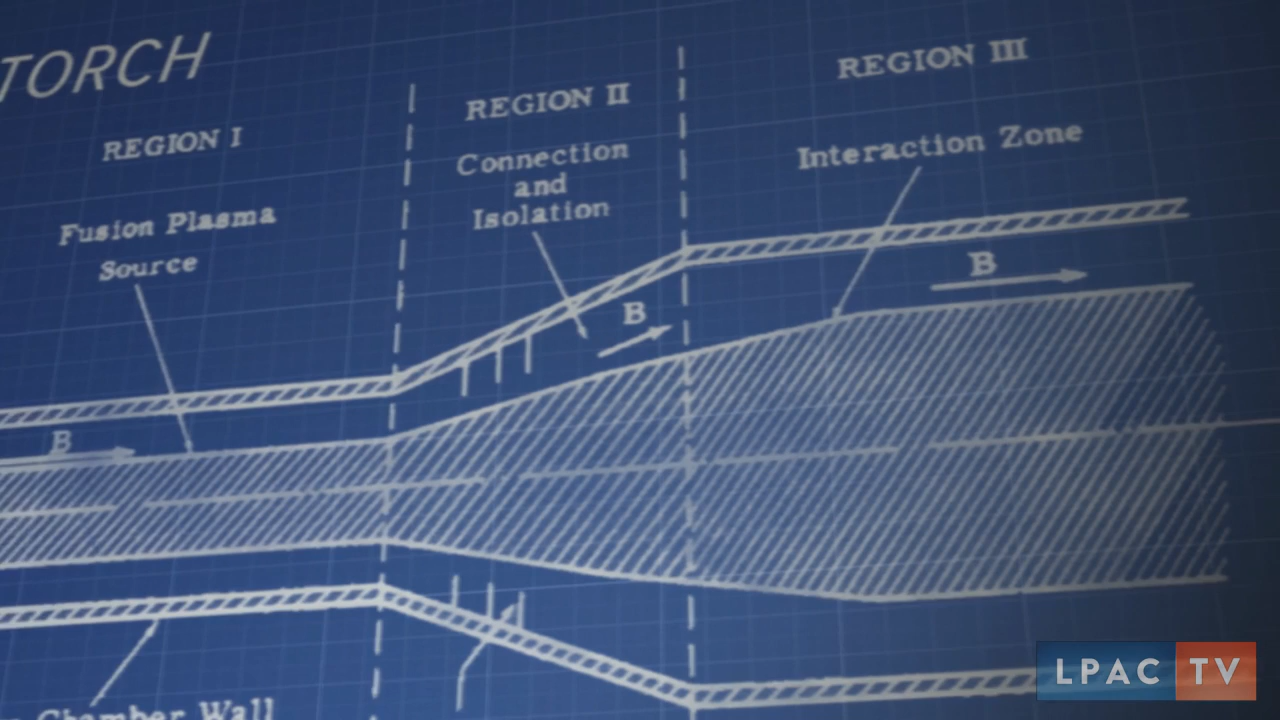 TORCH
REGION I
REGION II
REGION III
Fusion Plasma
Source
Connection
and
Isolation
Interaction Zone
B
B
B
Chamber Wall
LPAC TV